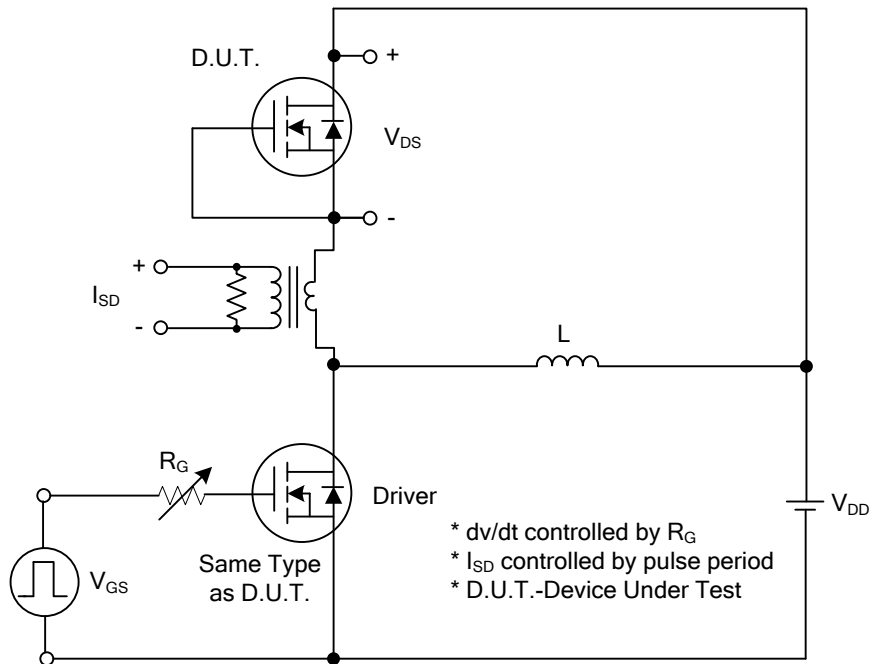 D.U.T.
+
V_DS
-
+
I_SD
-
L
R_G
Driver
V_DD
V_GS
Same Type
as D.U.T.
* dv/dt controlled by R_G
* I_SD controlled by pulse period
* D.U.T.-Device Under Test